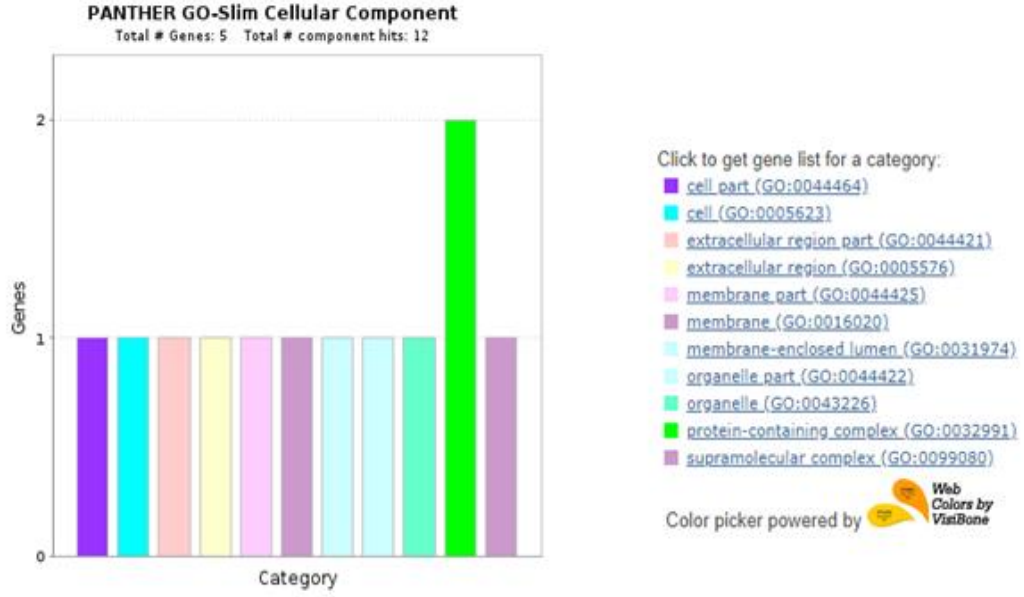 PANTHER GO-Slim Cellular Component
Total # Genes: 5 Total # component hits: 12
2
1
0
Genes
Category
Click to get gene list for a category:
cell part (GO:0044464)
cell (GO:0005623)
extracellular region part (GO:0044421)
extracellular region (GO:0005576)
membrane part (GO:0044425)
membrane (GO:0016020)
membrane-enclosed lumen (GO:0031974)
organelle part (GO:0044422)
organelle (GO:0043226)
protein-containing complex (GO:0032991)
supramolecular complex (GO:0099080)
Color picker powered by
Web
Colors by
VisiBone